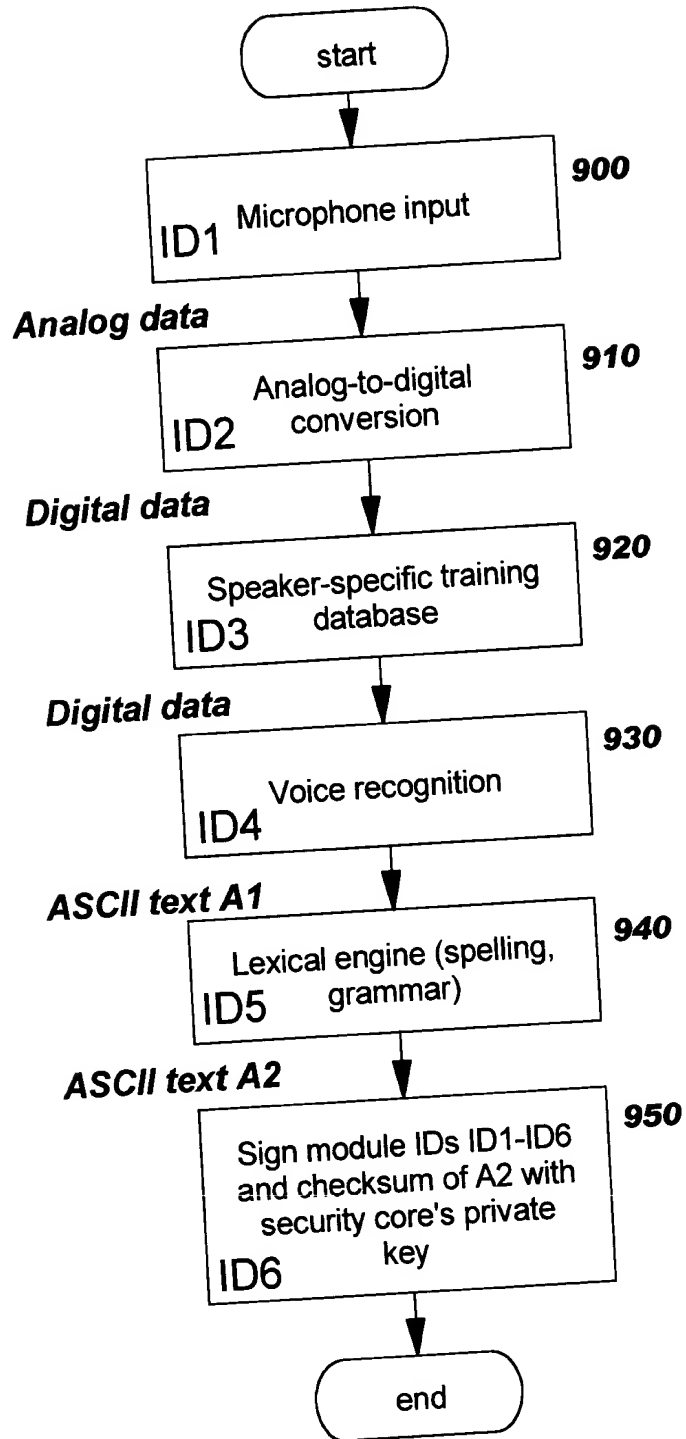 start
900
Microphone input
ID1
Analog data
910
Analog-to-digital
conversion
ID2
Digital data
920
Speaker-specific training
database
ID3
Digital data
930
Voice recognition
ID4
ASCII text A1
940
Lexical engine (spelling,
grammar)
ID5
ASCII text A2
950
Sign module IDs ID1-ID6
and checksum of A2 with
security core's private
key
ID6
end